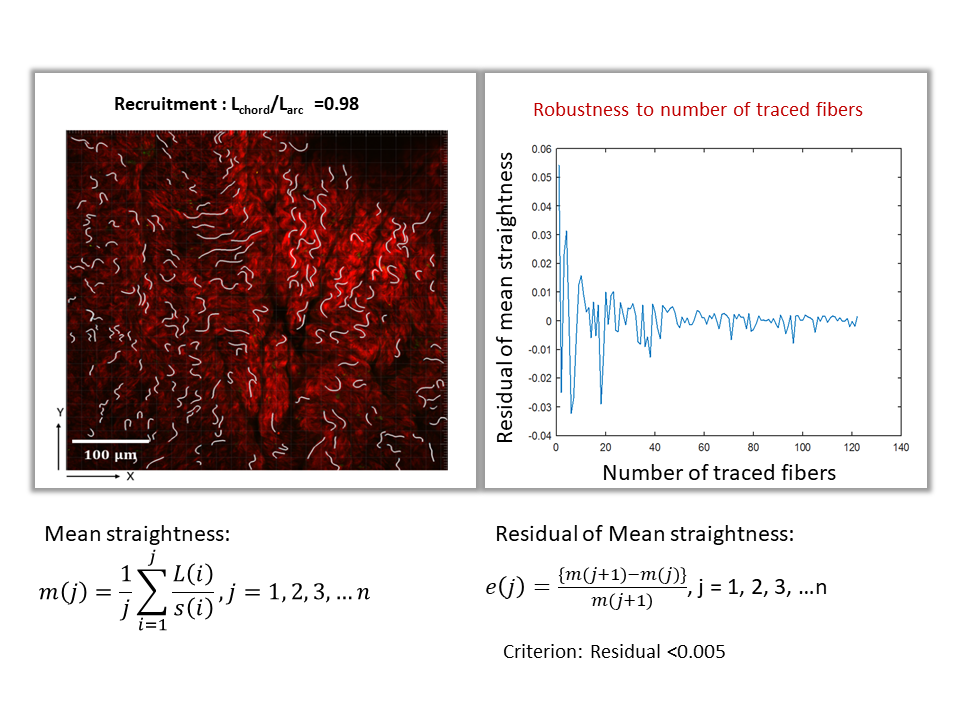 Recruitment : Lchord/Larc =0.98
Y
100 μm
X
Robustness to number of traced fibers
Residual of mean straightness
0.06
0.05
0.04
0.03
0.02
0.01
0
-0.01
-0.02
-0.03
-0.04
0 20 40 60 80 100 120 140
Number of traced fibers
Mean straightness:
m(j) = 1/j ∑_{i=1}^{j} L(i)/s(i) , j = 1, 2, 3, … n
Residual of Mean straightness:
e(j) = {m(j+1)−m(j)}/m(j+1), j = 1, 2, 3, …n
Criterion: Residual <0.005